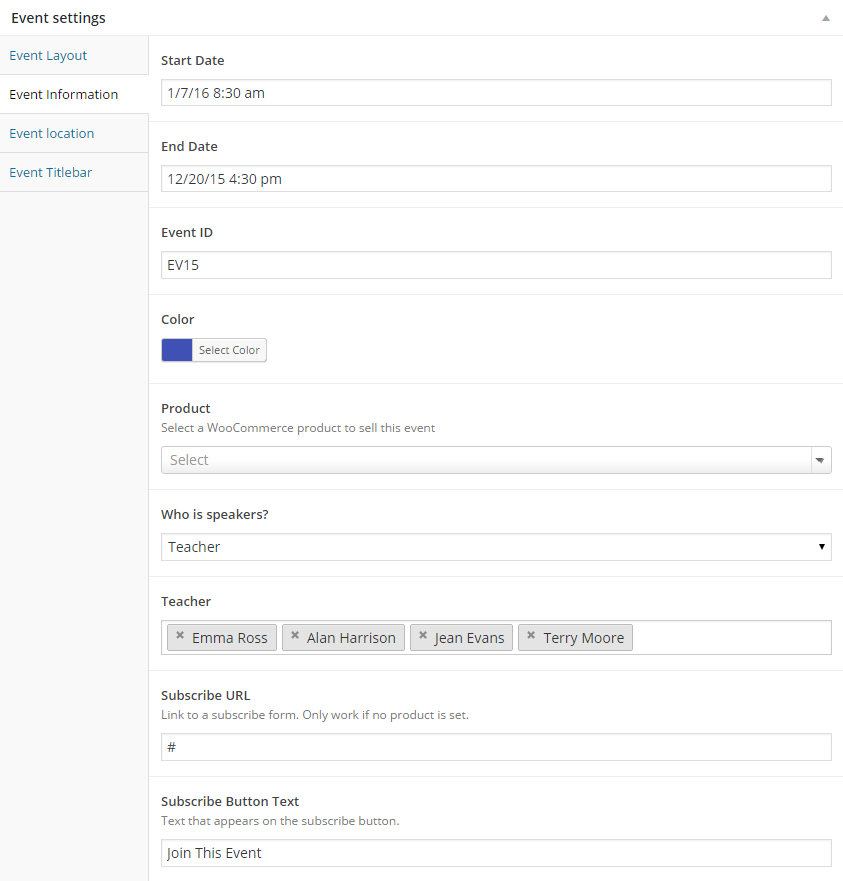 Event settings
Event Layout
Event Information
Event location
Event Titlebar
Start Date
1/7/16 8:30 am
End Date
12/20/15 4:30 pm
Event ID
EV15
Color
Select Color
Product
Select a WooCommerce product to sell this event
Select
Who is speakers?
Teacher
Teacher
Emma Ross Alan Harrison Jean Evans Terry Moore
Subscribe URL
Link to a subscribe form. Only work if no product is set.
#
Subscribe Button Text
Text that appears on the subscribe button.
Join This Event